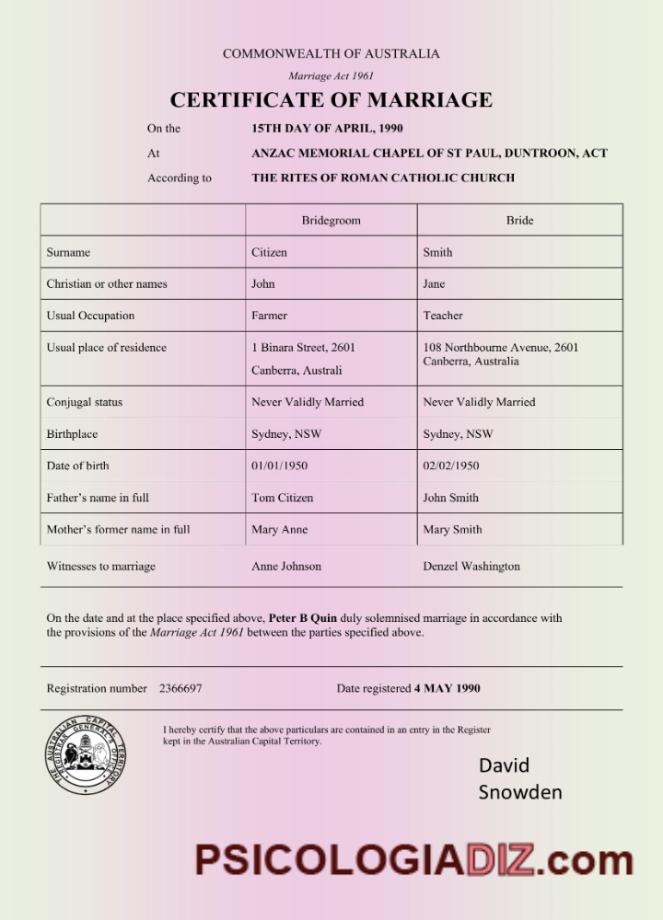 COMMONWEALTH OF AUSTRALIA
Marriage Act 1961
CERTIFICATE OF MARRIAGE
On the 15TH DAY OF APRIL, 1990
At ANZAC MEMORIAL CHAPEL OF ST PAUL, DUNTROON, ACT
According to THE RITES OF ROMAN CATHOLIC CHURCH
Bridegroom Bride
Surname Citizen Smith
Christian or other names John Jane
Usual Occupation Farmer Teacher
Usual place of residence 1 Binara Street, 2601 108 Northbourne Avenue, 2601
Canberra, Australi Canberra, Australia
Conjugal status Never Validly Married Never Validly Married
Birthplace Sydney, NSW Sydney, NSW
Date of birth 01/01/1950 02/02/1950
Father's name in full Tom Citizen John Smith
Mother's former name in full Mary Anne Mary Smith
Witnesses to marriage Anne Johnson Denzel Washington
On the date and at the place specified above, Peter B Quin duly solemnised marriage in accordance with
the provisions of the Marriage Act 1961 between the parties specified above.
Registration number 2366697 Date registered 4 MAY 1990
THE REGISTRAR GENERAL'S OFFICE
AUSTRALIAN CAPITAL TERRITORY
I hereby certify that the above particulars are contained in an entry in the Register
kept in the Australian Capital Territory.
David
Snowden
PSICOLOGIADIZ.com